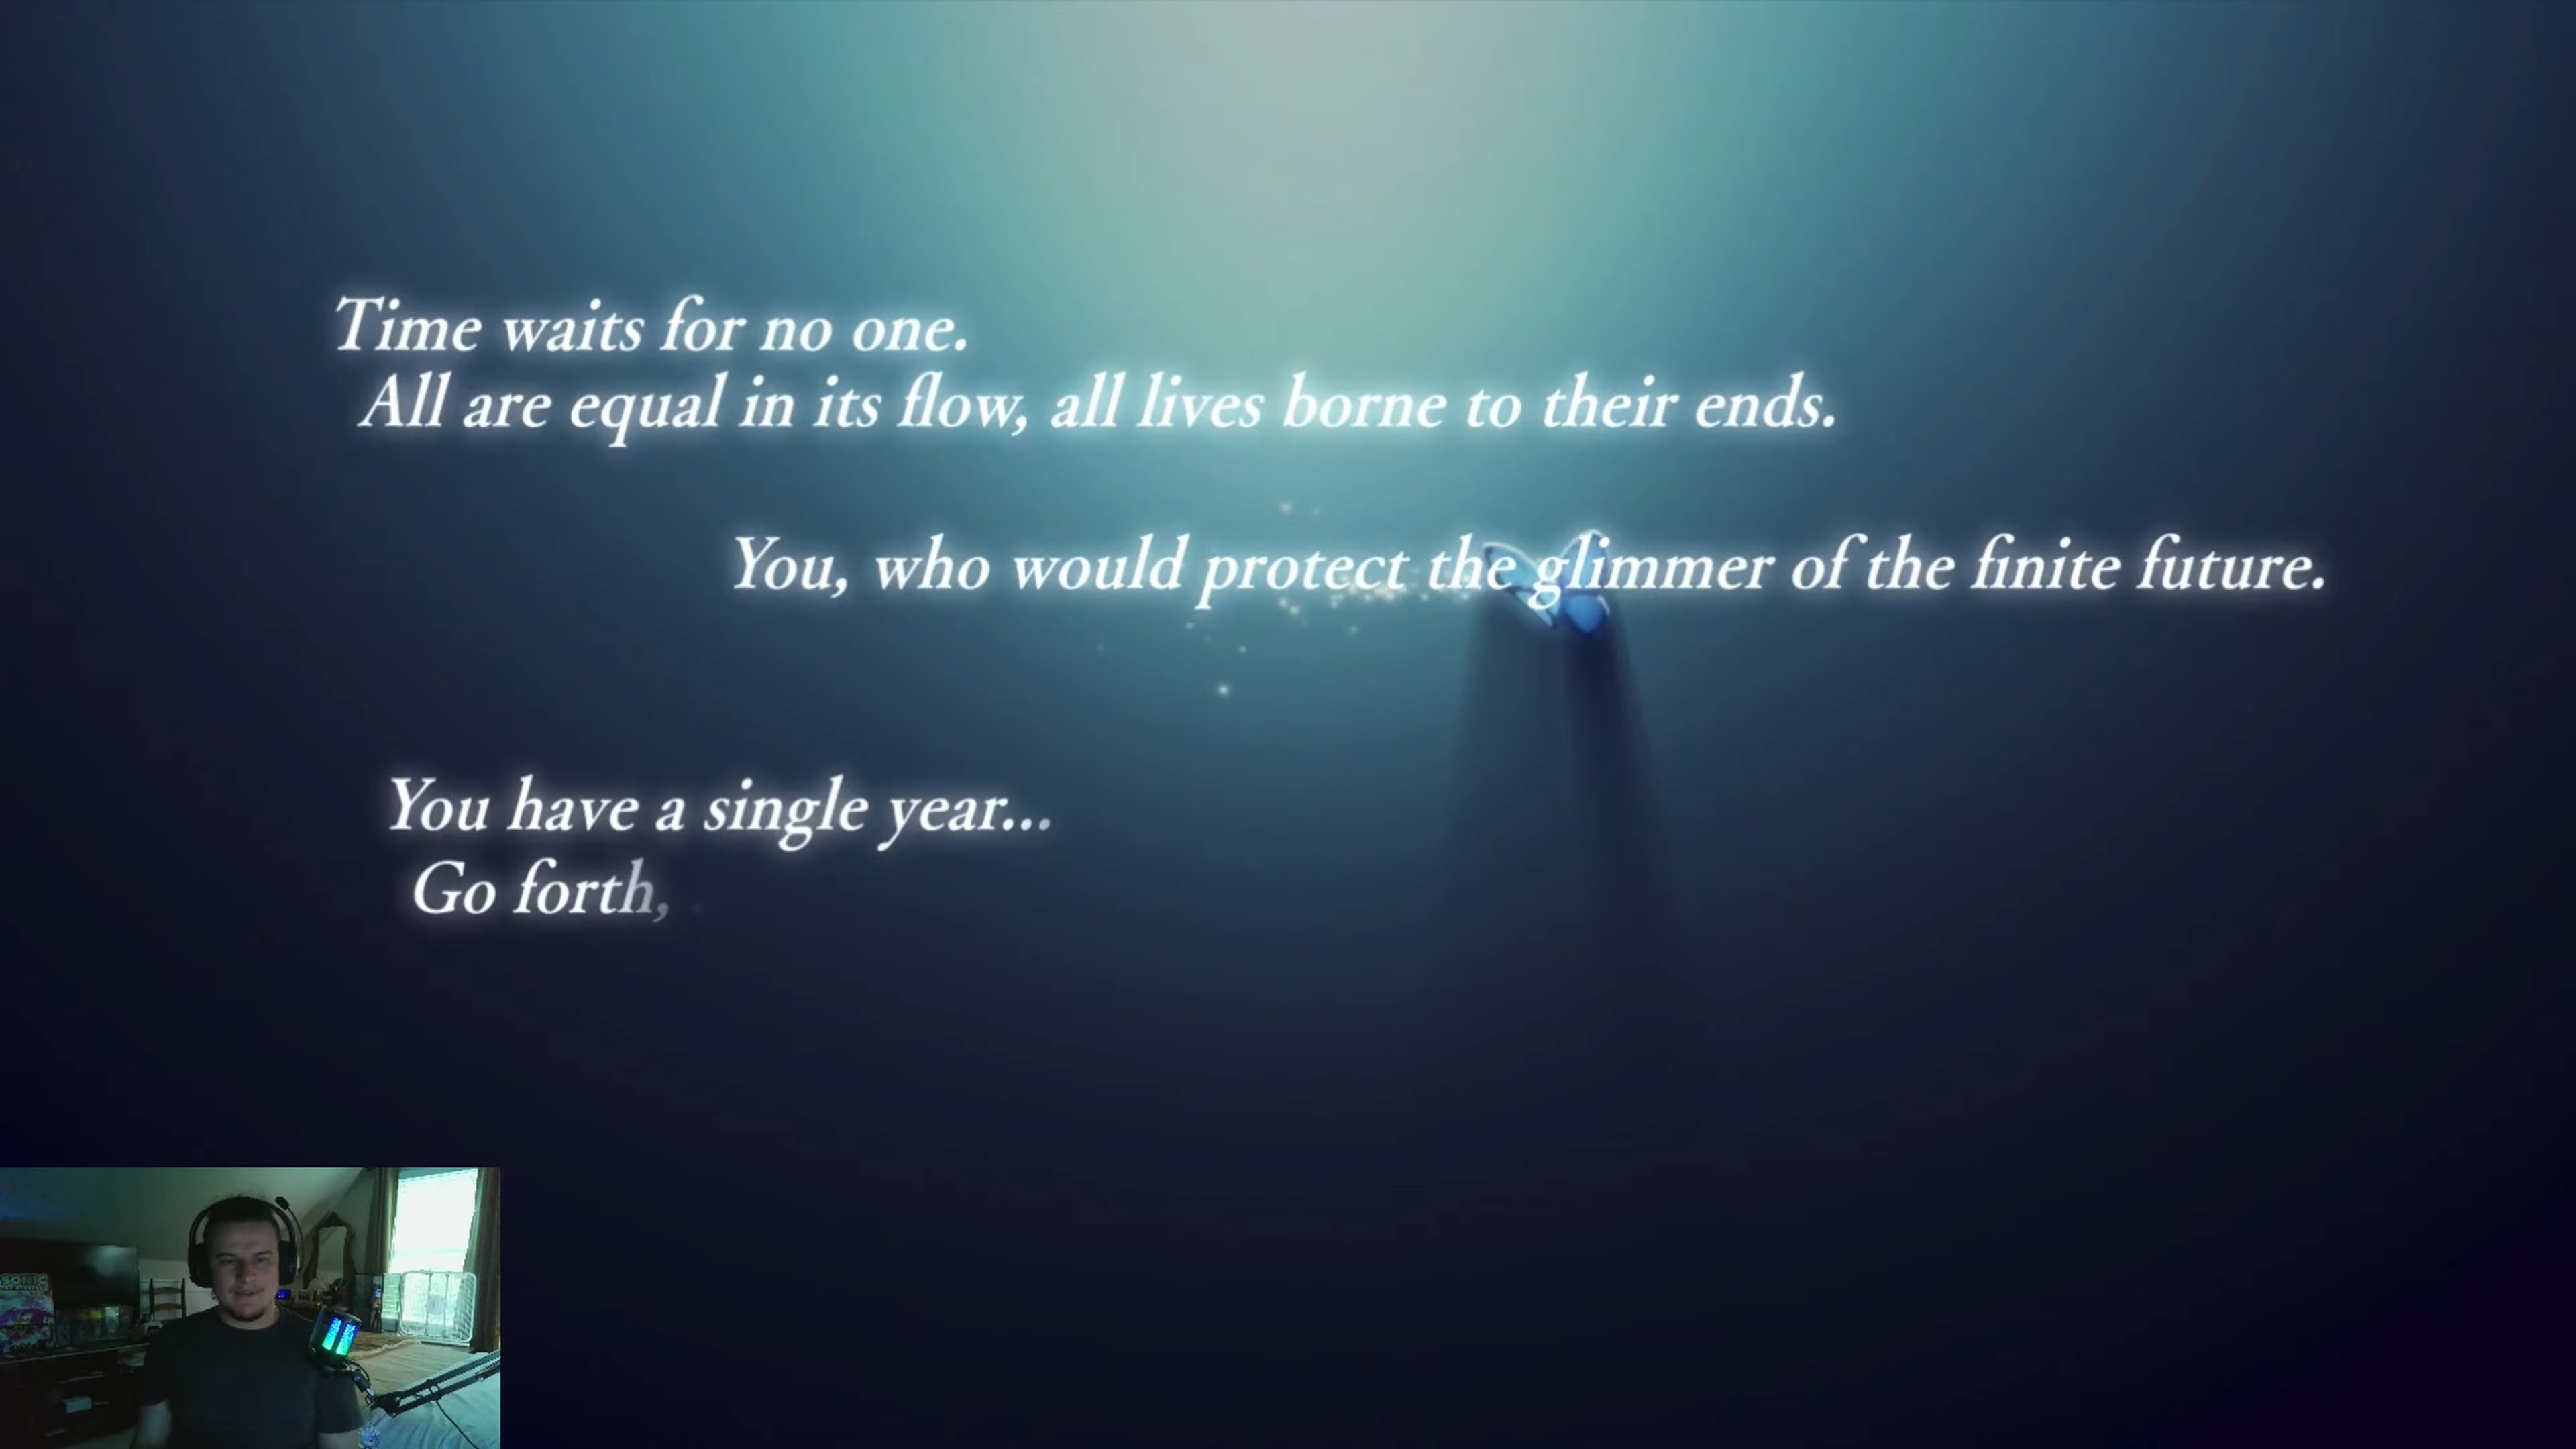 Time waits for no one.
All are equal in its flow, all lives borne to their ends.
You, who would protect the glimmer of the finite future.
You have a single year...
Go forth,
SONIC